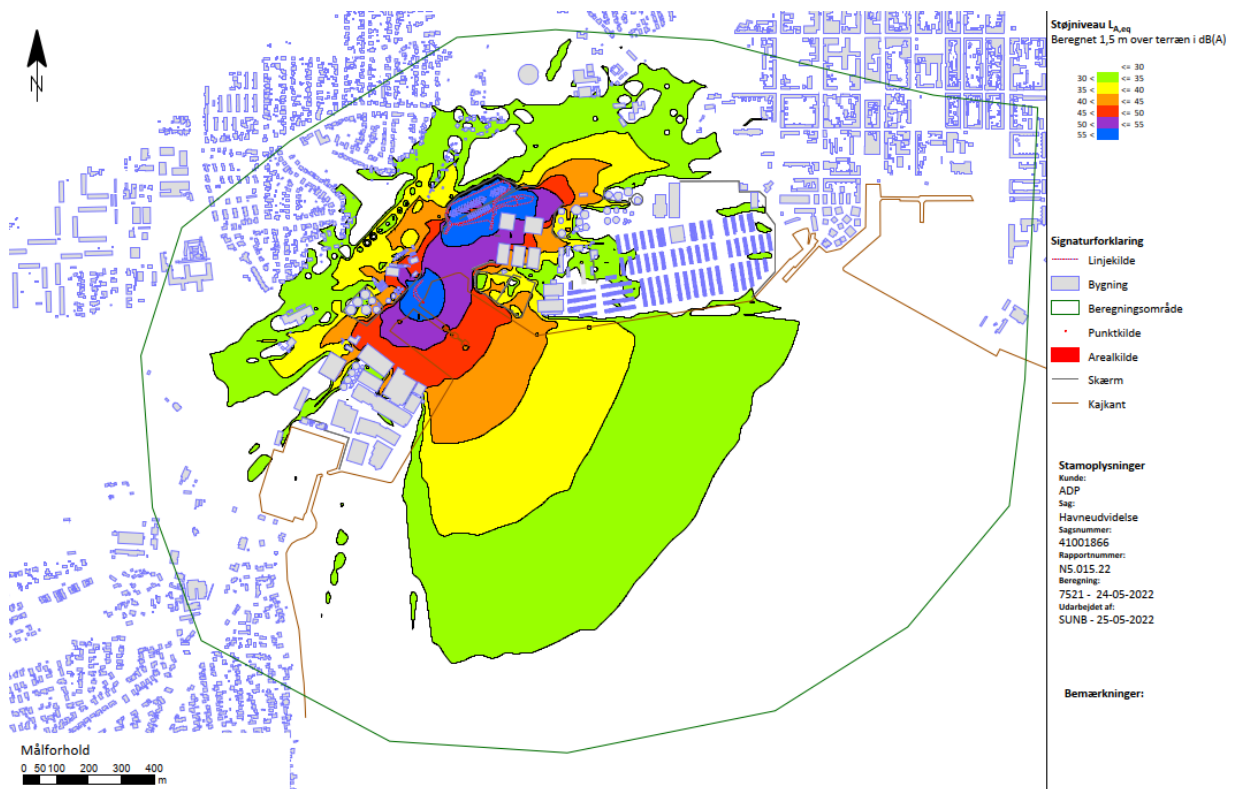 N
Støjniveau LA,eq
Beregnet 1,5 m over terræn i dB(A)
<= 30
30 < <= 35
35 < <= 40
40 < <= 45
45 < <= 50
50 < <= 55
55 <
Signaturforklaring
Linjekilde
Bygning
Beregningsområde
Punktkilde
Arealkilde
Skærm
Kajkant
Stamoplysninger
Kunde:
ADP
Sag:
Havneudvidelse
Sagsnummer:
41001866
Rapportnummer:
N5.015.22
Beregning:
7521 - 24-05-2022
Udarbejdet af:
SUNB - 25-05-2022
Bemærkninger:
Målforhold
0 50 100 200 300 400
m